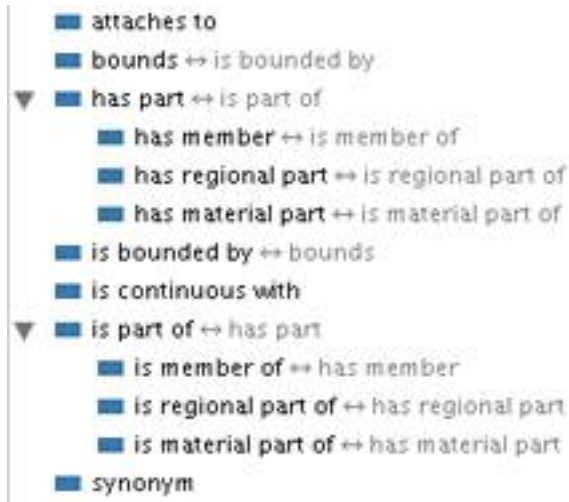 attaches to
bounds ↔ is bounded by
has part ↔ is part of
has member ↔ is member of
has regional part ↔ is regional part of
has material part ↔ is material part of
is bounded by ↔ bounds
is continuous with
is part of ↔ has part
is member of ↔ has member
is regional part of ↔ has regional part
is material part of ↔ has material part
synonym